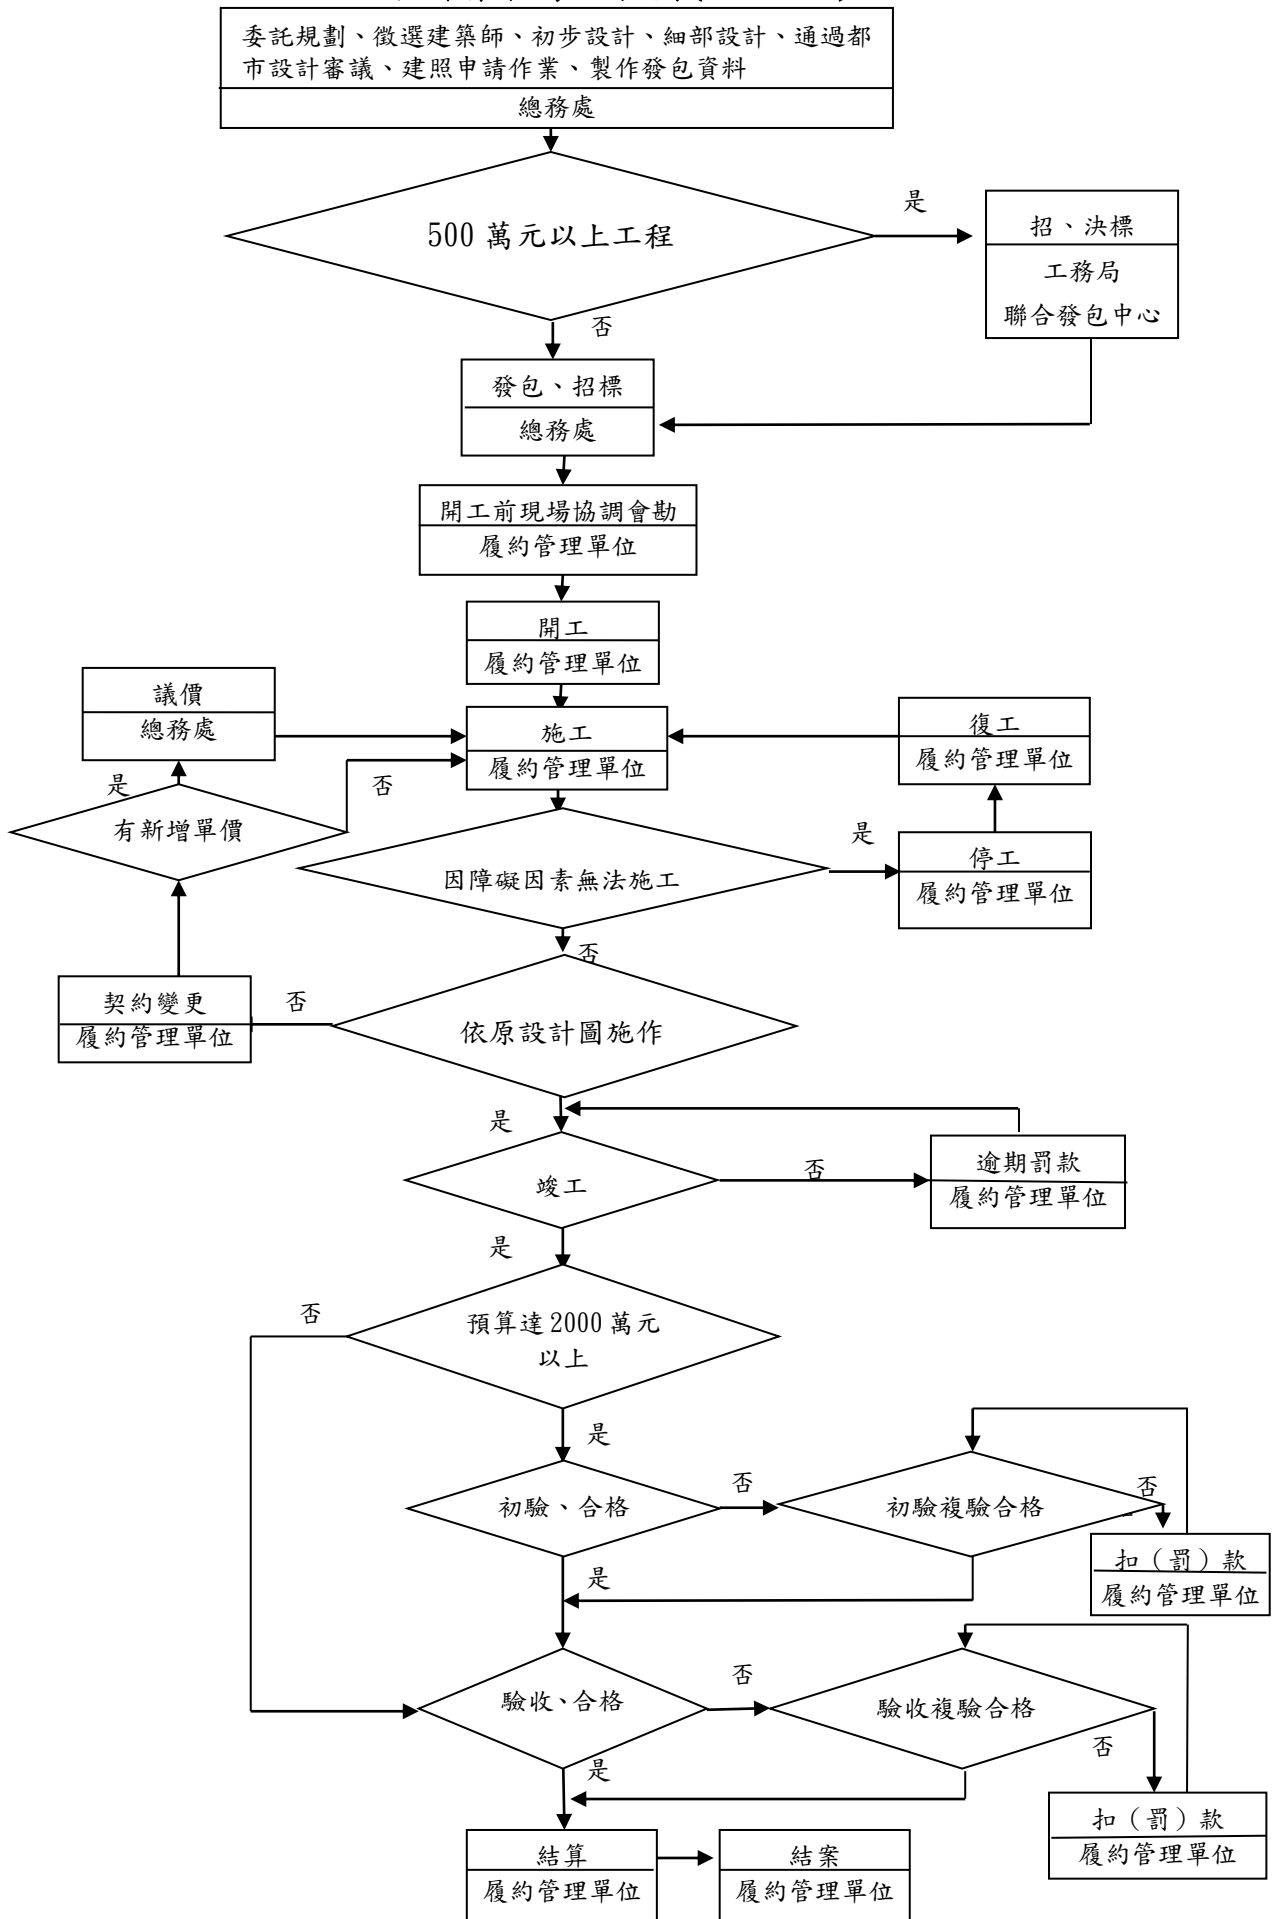 委託規劃、徵選建築師、初步設計、細部設計、通過都
市設計審議、建照申請作業、製作發包資料
總務處
500 萬元以上工程
是
招、決標
工務局
聯合發包中心
否
發包、招標
總務處
開工前現場協調會勘
履約管理單位
開工
履約管理單位
議價
總務處
施工
履約管理單位
復工
履約管理單位
是
否
有新增單價
因障礙因素無法施工
是
停工
履約管理單位
否
契約變更
履約管理單位
否
依原設計圖施作
是
竣工
否
逾期罰款
履約管理單位
是
否
預算達 2000 萬元
以上
是
初驗、合格
否
初驗複驗合格
否
扣（罰）款
履約管理單位
是
驗收、合格
否
驗收複驗合格
否
扣（罰）款
履約管理單位
是
結算
履約管理單位
結案
履約管理單位